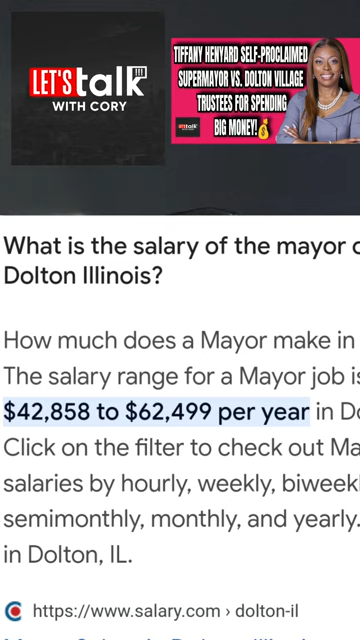 LET'S talk !!!
WITH CORY
TIFFANY HENYARD SELF-PROCLAIMED
SUPERMAYOR VS. DOLTON VILLAGE
TRUSTEES FOR SPENDING
BIG MONEY!
What is the salary of the mayor o
Dolton Illinois?
How much does a Mayor make in
The salary range for a Mayor job is
$42,858 to $62,499 per year in Do
Click on the filter to check out Ma
salaries by hourly, weekly, biweekl
semimonthly, monthly, and yearly.
in Dolton, IL.
https://www.salary.com › dolton-il